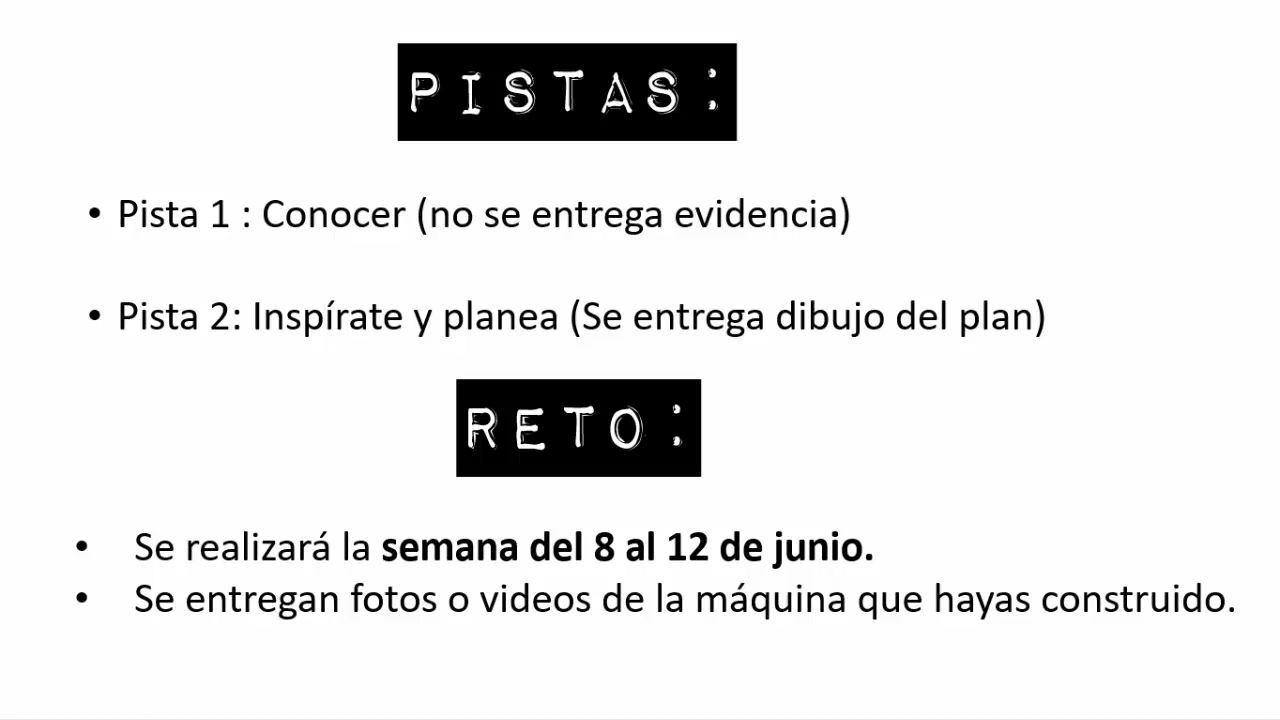 PISTAS:
• Pista 1 : Conocer (no se entrega evidencia)
• Pista 2: Inspírate y planea (Se entrega dibujo del plan)
RETO:
• Se realizará la semana del 8 al 12 de junio.
• Se entregan fotos o videos de la máquina que hayas construido.